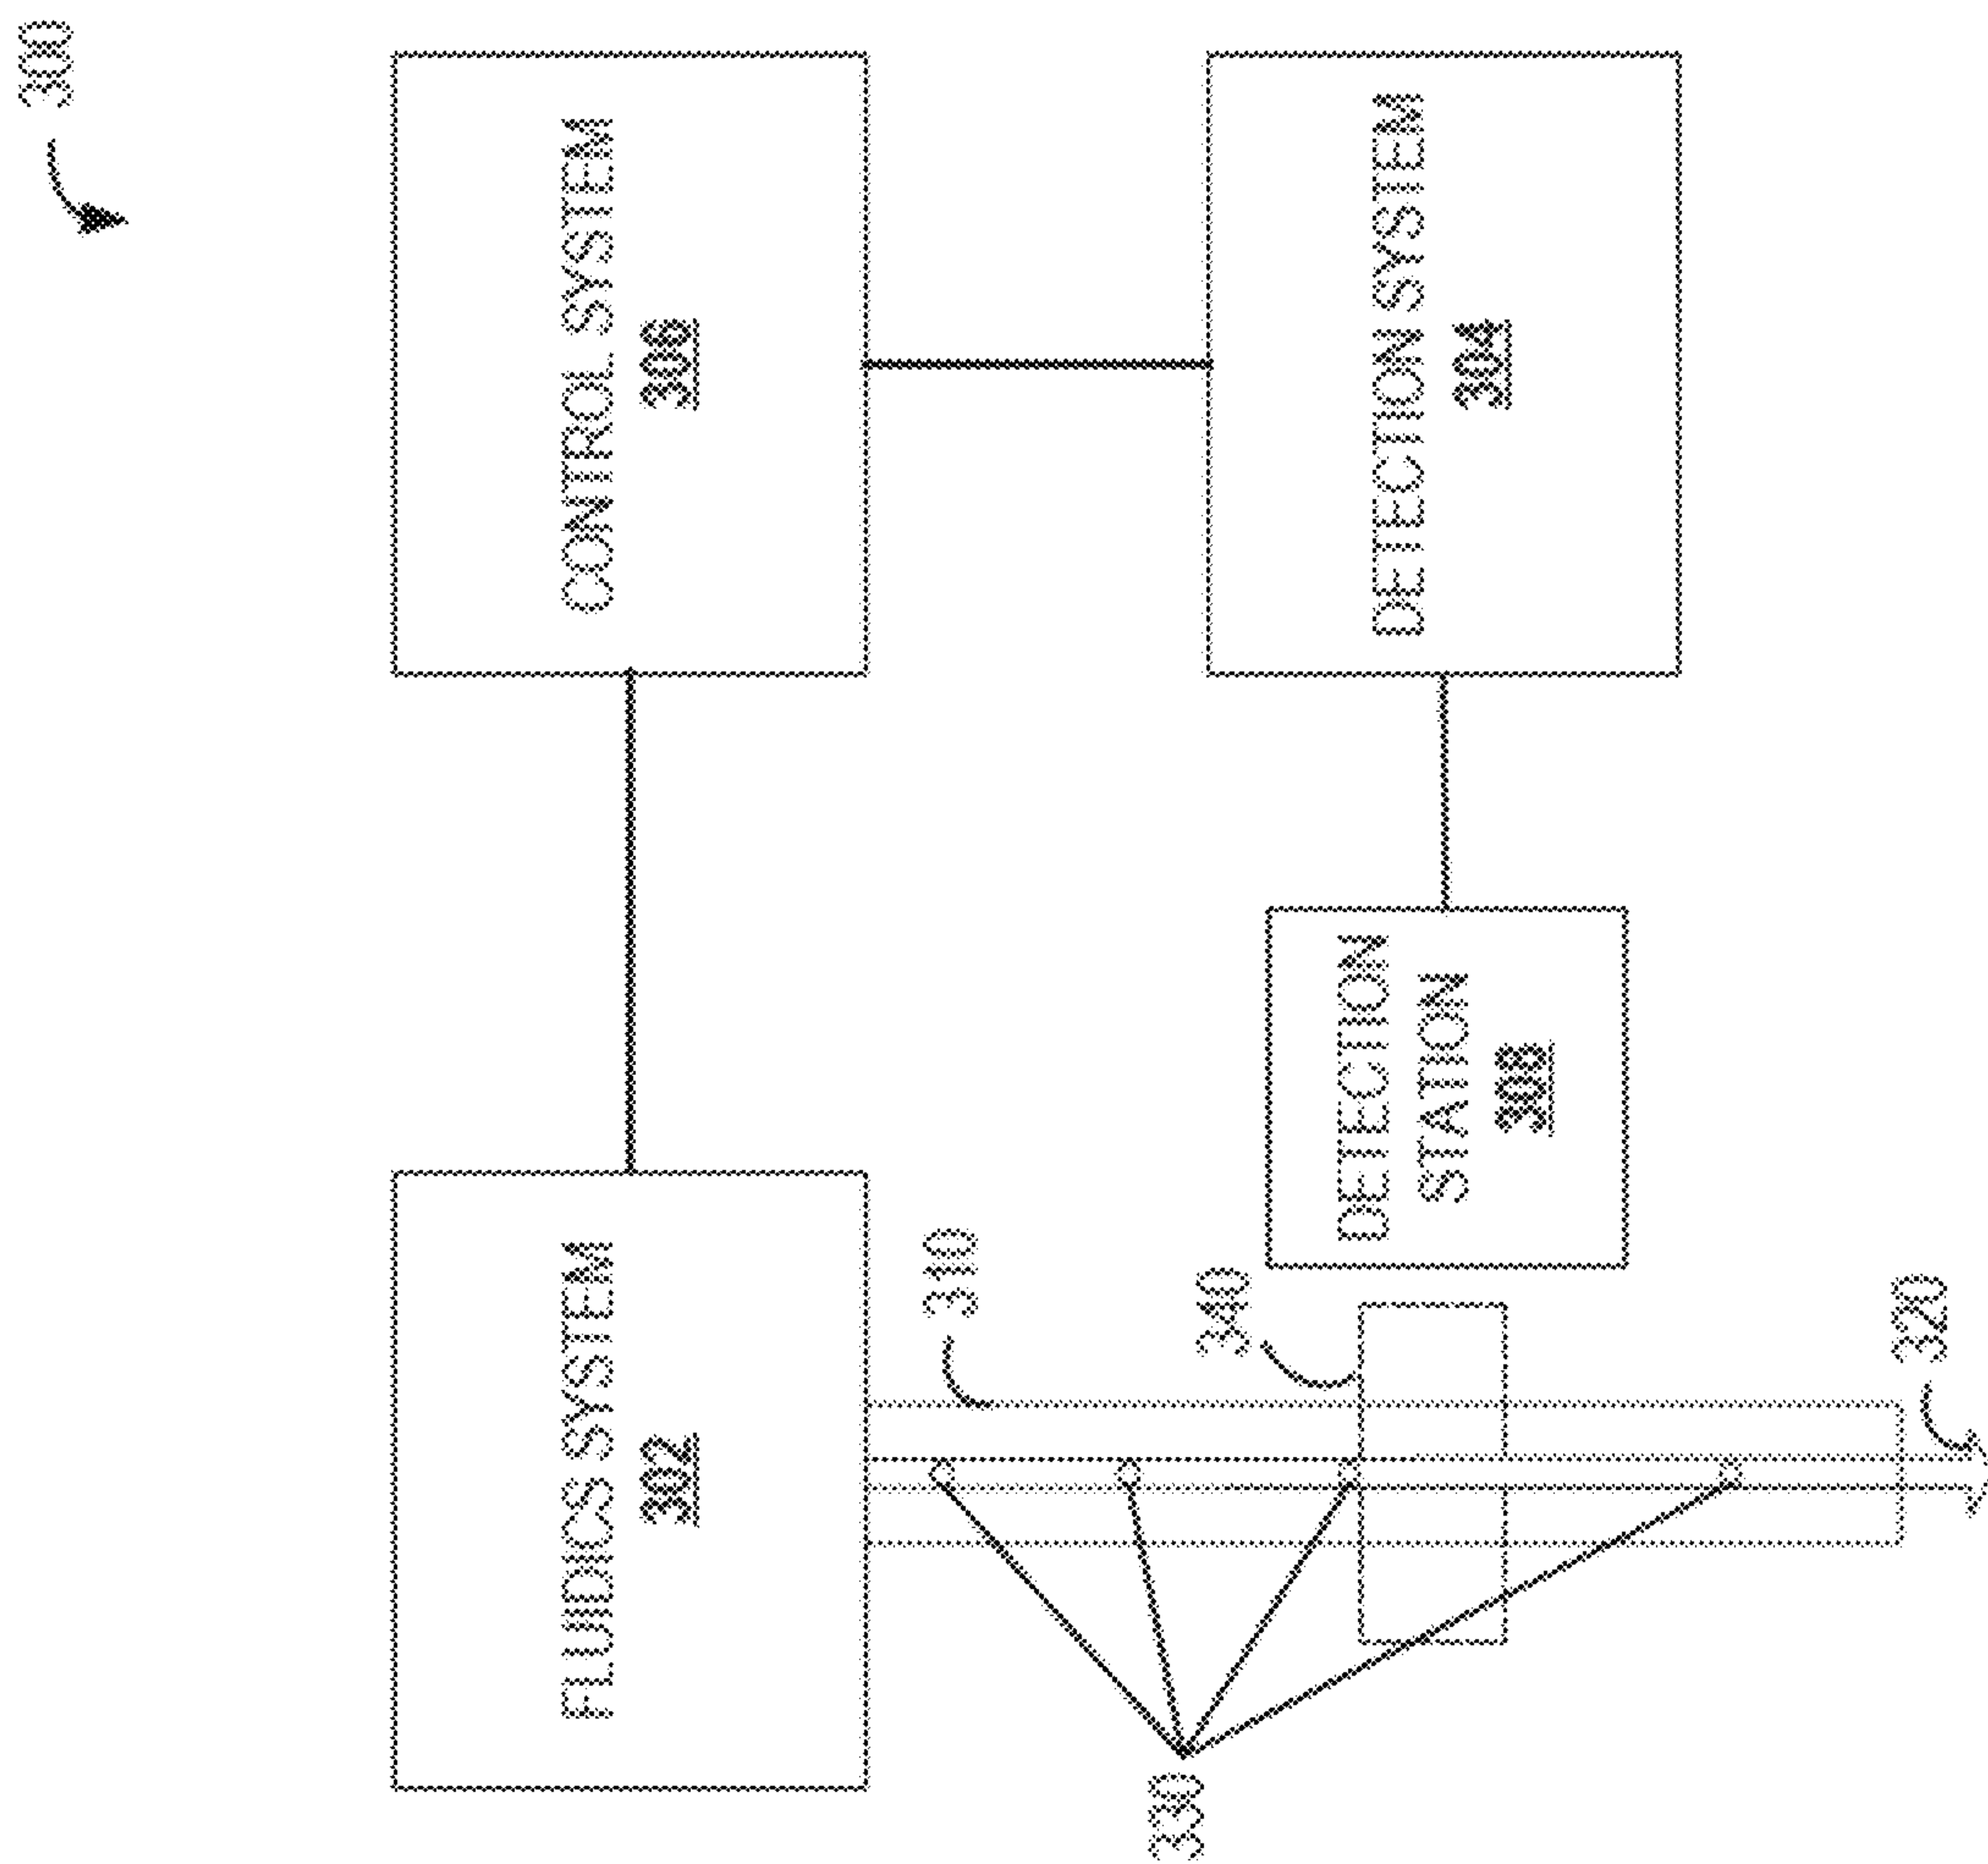 300
CONTROL SYSTEM
306
DETECTION SYSTEM
304
FLUIDICS SYSTEM
302
DETECTION
STATION
308
310
340
320
330